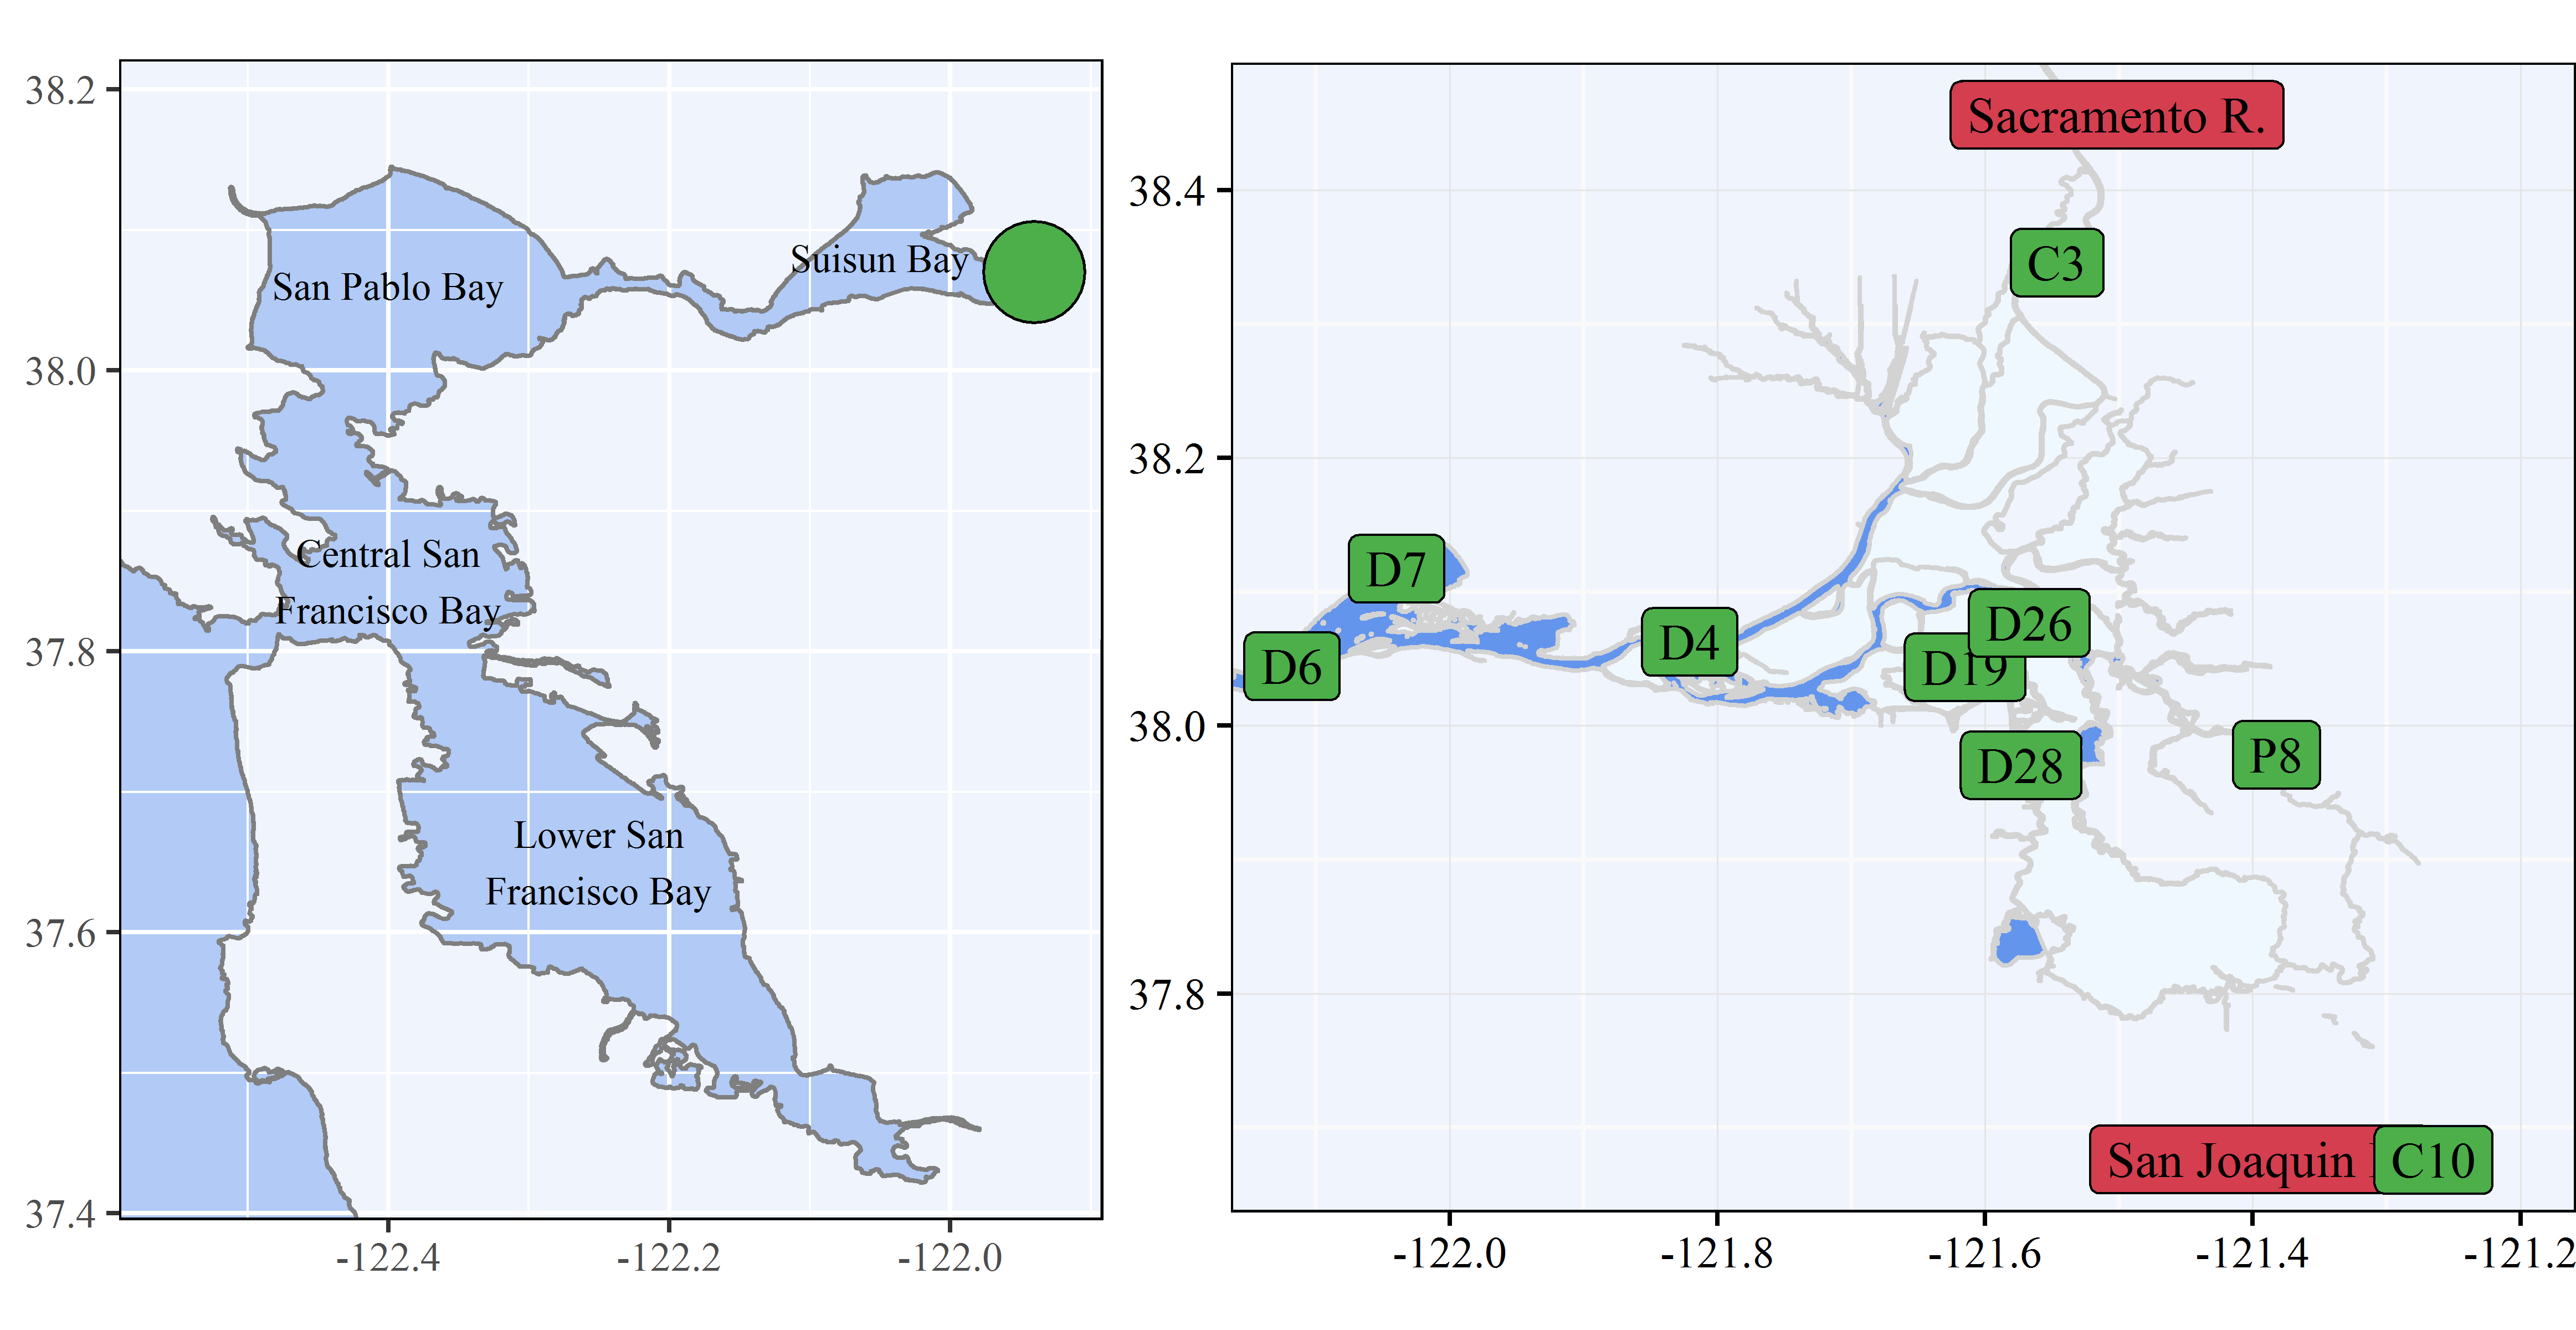 38.2
38.0
37.8
37.6
37.4
-122.4
-122.2
-122.0
San Pablo Bay
Suisun Bay
Central San
Francisco Bay
Lower San
Francisco Bay
38.4
38.2
38.0
37.8
-122.0
-121.8
-121.6
-121.4
-121.2
Sacramento R.
C3
D7
D6
D4
D26
D19
D28
P8
San Joaquin
C10